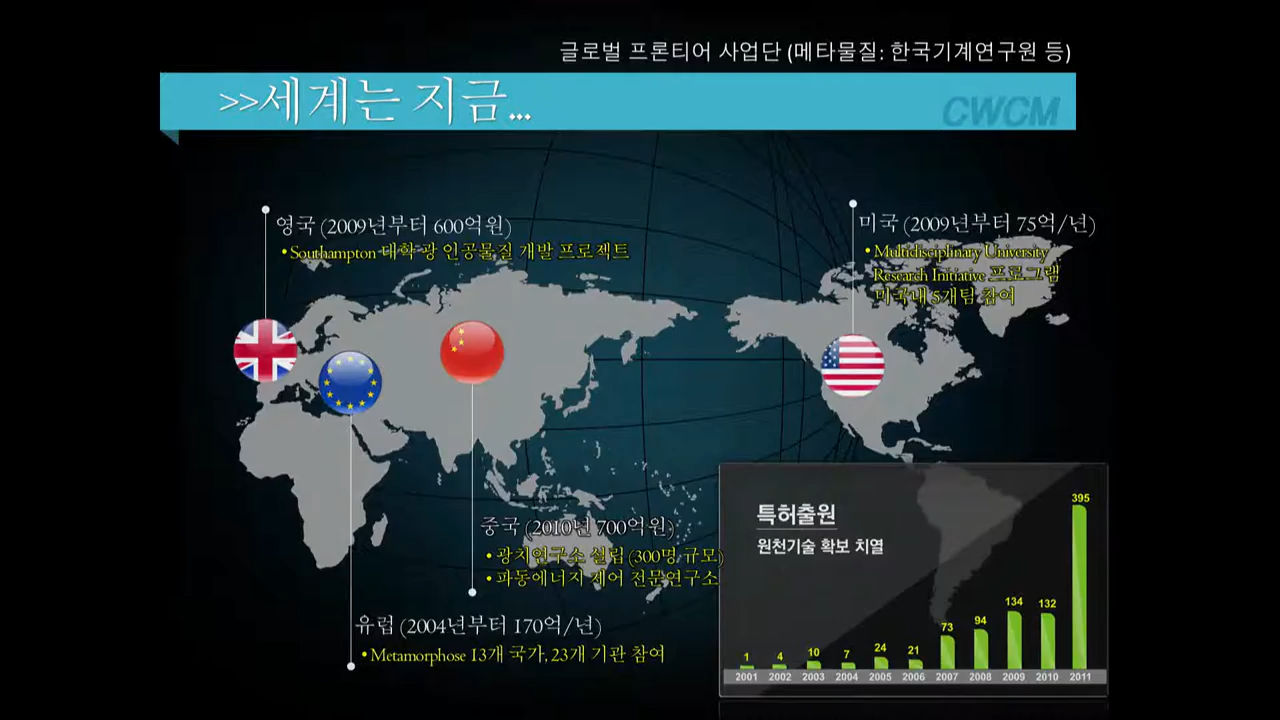 글로벌 프론티어 사업단 (메타물질: 한국기계연구원 등)
>>세계는 지금...
CWCM
영국 (2009년부터 600억원)
• Southampton 대학 광 인공물질 개발 프로젝트
미국 (2009년부터 75억/년)
• Multidisciplinary University
Research Initiative 프로그램
미국내 5개팀 참여
중국 (2010년 700억원)
• 광치연구소 설립 (300명 규모)
• 파동에너지 제어 전문연구소
유럽 (2004년부터 170억/년)
• Metamorphose 13개 국가, 23개 기관 참여
특허출원
원천기술 확보 치열
1 4 10 7 24 21 73 94 134 132 395
2001 2002 2003 2004 2005 2006 2007 2008 2009 2010 2011